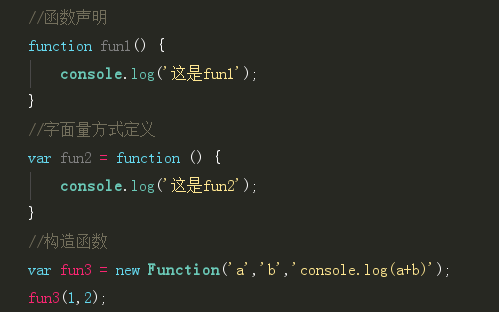 //函数声明
function fun1() {
console.log('这是fun1');
}
//字面量方式定义
var fun2 = function () {
console.log('这是fun2');
}
//构造函数
var fun3 = new Function('a','b','console.log(a+b)');
fun3(1,2);